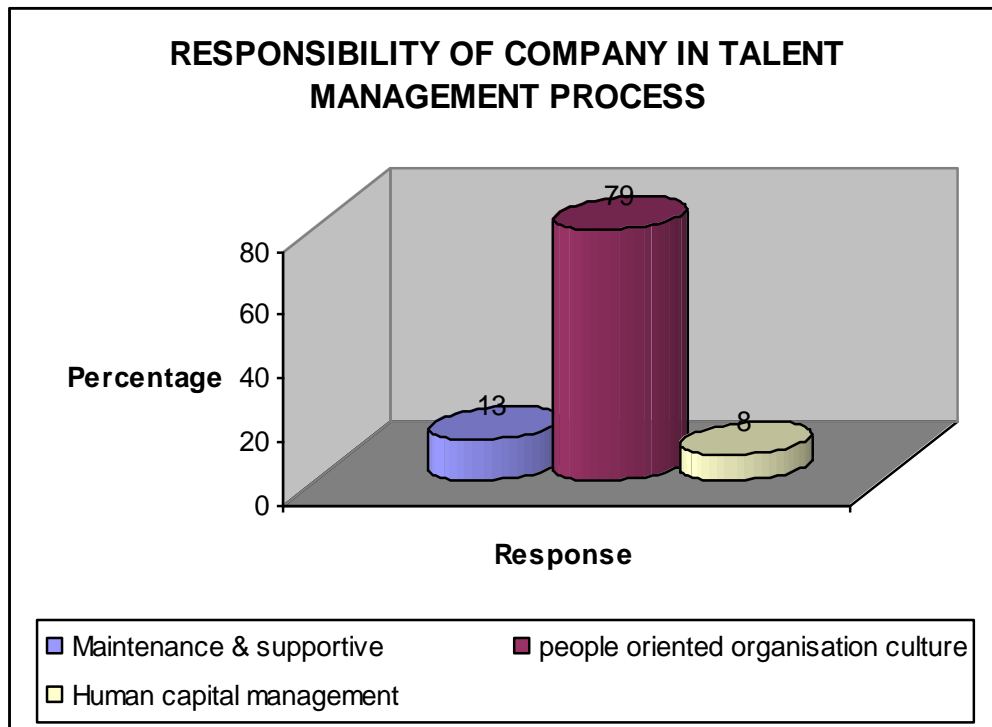 RESPONSIBILITY OF COMPANY IN TALENT
MANAGEMENT PROCESS
79
80
60
Percentage
40
13
8
20
0
Response
Maintenance & supportive
people oriented organisation culture
Human capital management